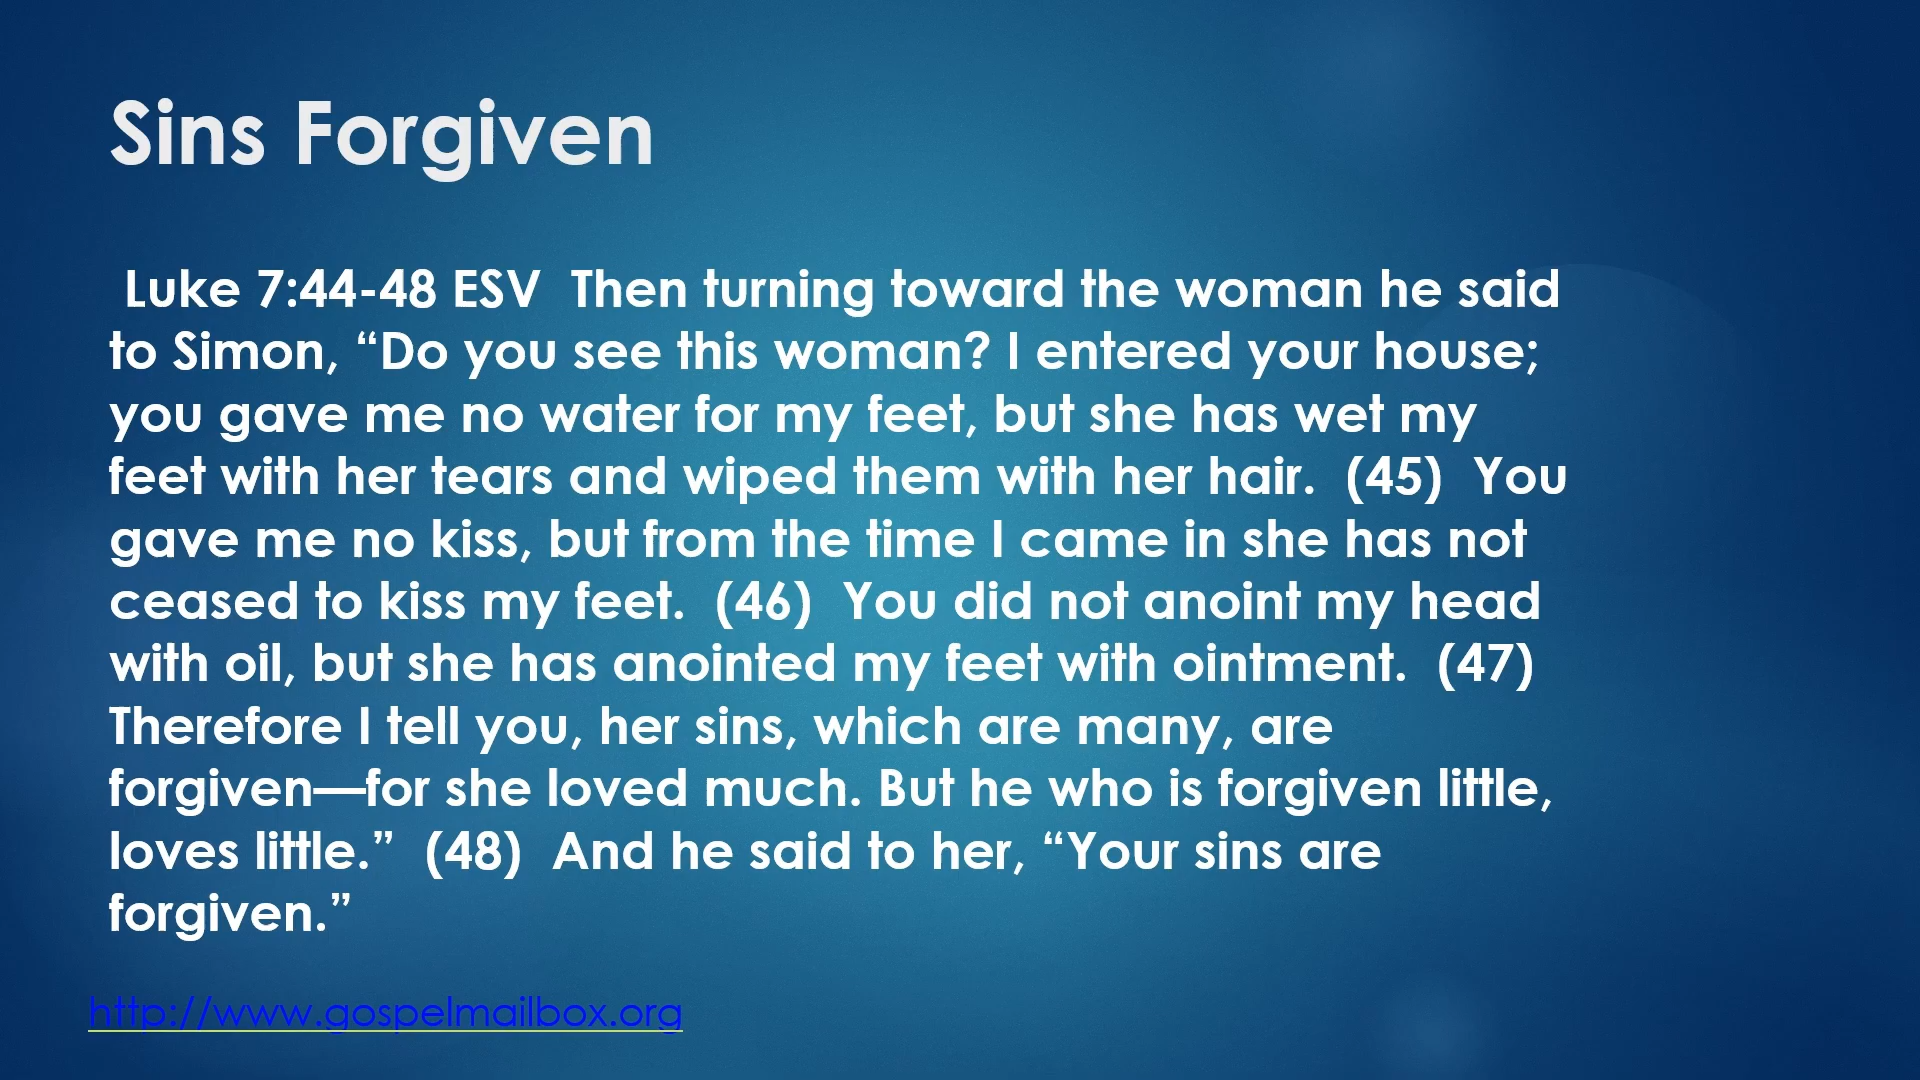 Sins Forgiven
Luke 7:44-48 ESV  Then turning toward the woman he said
to Simon, “Do you see this woman? I entered your house;
you gave me no water for my feet, but she has wet my
feet with her tears and wiped them with her hair.  (45)  You
gave me no kiss, but from the time I came in she has not
ceased to kiss my feet.  (46)  You did not anoint my head
with oil, but she has anointed my feet with ointment.  (47)
Therefore I tell you, her sins, which are many, are
forgiven—for she loved much. But he who is forgiven little,
loves little.”  (48)  And he said to her, “Your sins are
forgiven.”
http://www.gospelmailbox.org